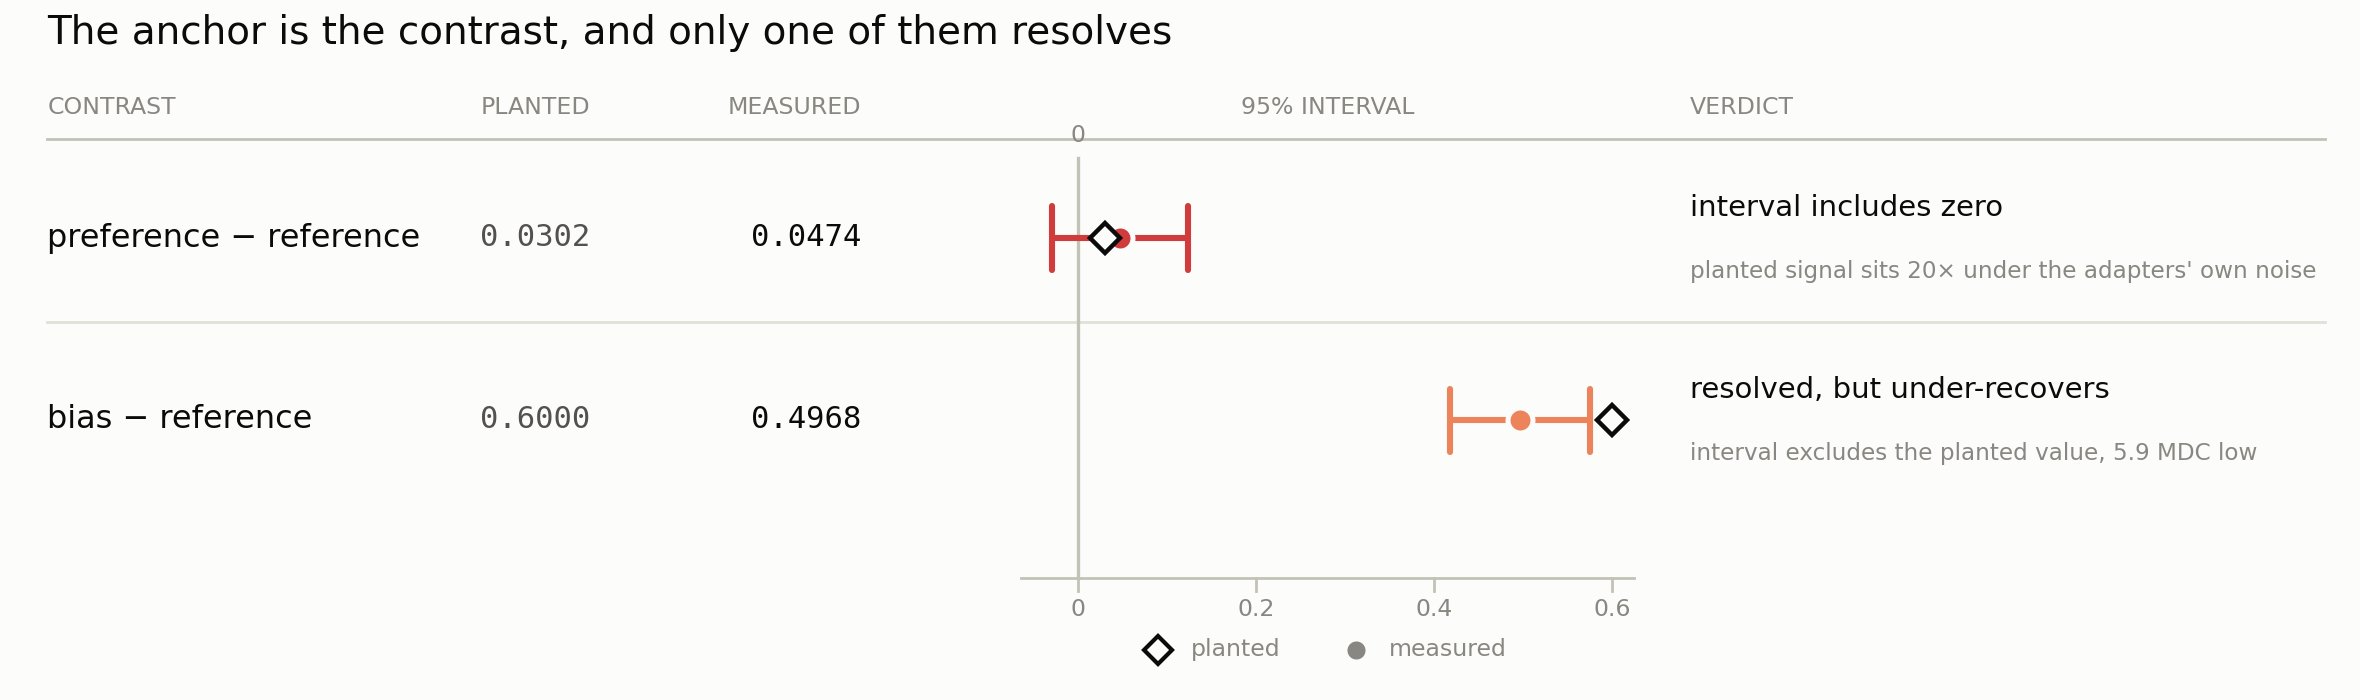 The anchor is the contrast, and only one of them resolves
CONTRAST PLANTED MEASURED 95% INTERVAL VERDICT
0
interval includes zero
preference − reference 0.0302 0.0474
planted signal sits 20× under the adapters' own noise
resolved, but under-recovers
bias − reference 0.6000 0.4968
interval excludes the planted value, 5.9 MDC low
0 0.2 0.4 0.6
planted measured